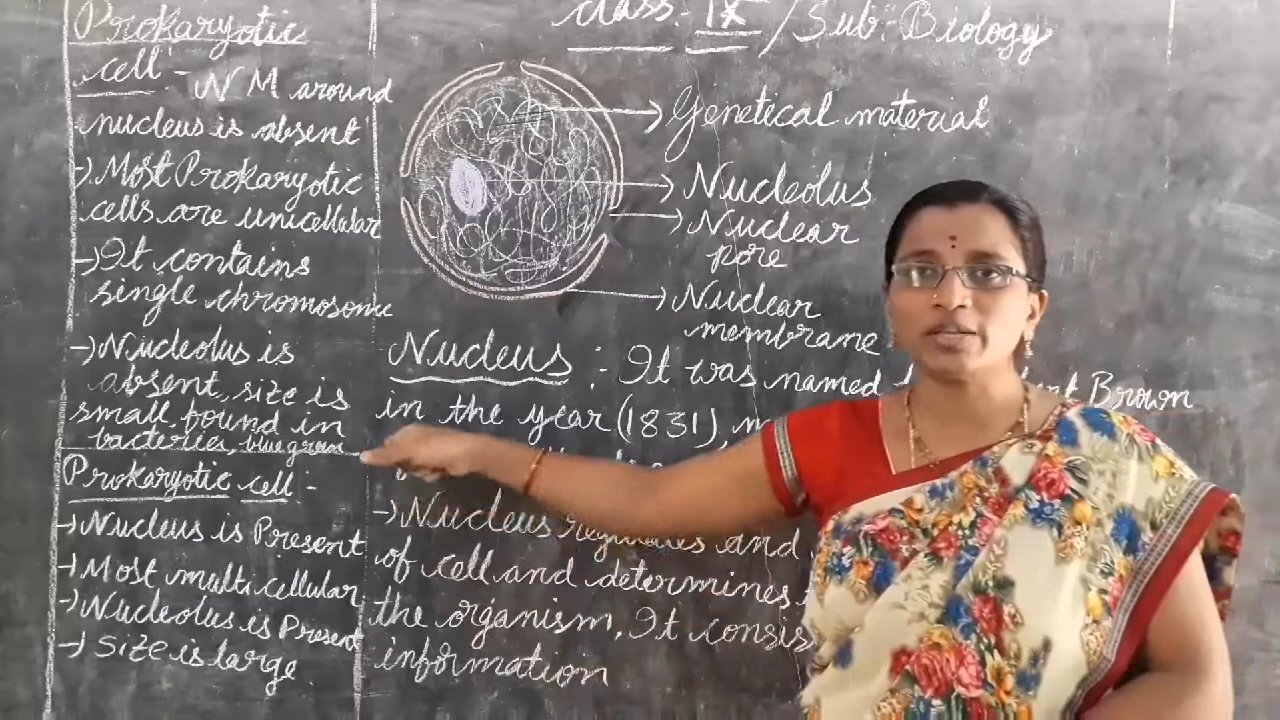 class - IX / Sub:- Biology
Prokaryotic
cell :- N M around
nucleus is absent
→ Most Prokaryotic
cells are unicellular
→ It contains
single chromosome
→ Nucleolus is
absent, size is
small, found in
bacteries, blue green
Prokaryotic cell -
→ Nucleus is Present
→ Most multi cellular
→ Nucleolus is Present
→ Size is large
Genetical material
Nucleolus
Nuclear
pore
Nuclear
membrane
Nucleus :- It was named Brown
in the year (1831),
→ Nucleus regulates and
of cell and determines
the organism. It consis
information